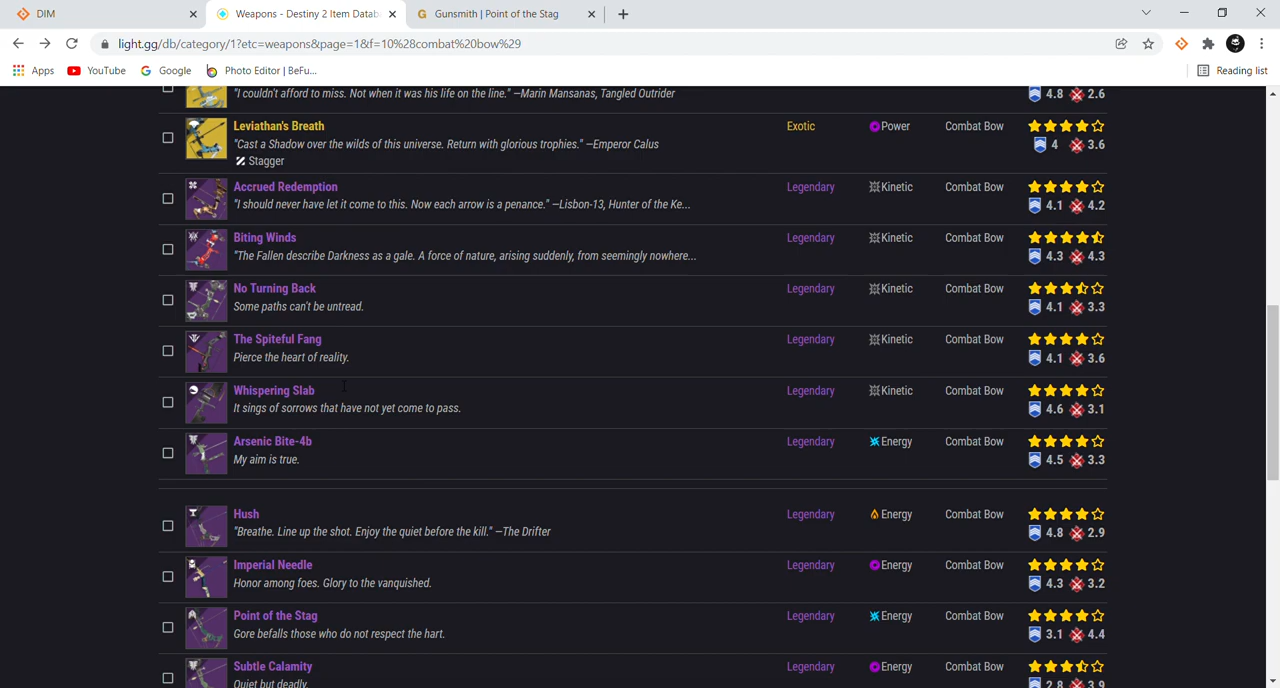 DIM
Weapons - Destiny 2 Item Datab
Gunsmith | Point of the Stag
light.gg/db/category/1?etc=weapons&page=1&f=10%28combat%20bow%29
Apps YouTube Google Photo Editor | BeFu... Reading list
"I couldn't afford to miss. Not when it was his life on the line." —Marin Mansanas, Tangled Outrider 4.8 2.6
Leviathan's Breath Exotic Power Combat Bow
"Cast a Shadow over the wilds of this universe. Return with glorious trophies." —Emperor Calus 4 3.6
Stagger
Accrued Redemption Legendary Kinetic Combat Bow
"I should never have let it come to this. Now each arrow is a penance." —Lisbon-13, Hunter of the Ke... 4.1 4.2
Biting Winds Legendary Kinetic Combat Bow
"The Fallen describe Darkness as a gale. A force of nature, arising suddenly, from seemingly nowhere... 4.3 4.3
No Turning Back Legendary Kinetic Combat Bow
Some paths can't be untread. 4.1 3.3
The Spiteful Fang Legendary Kinetic Combat Bow
Pierce the heart of reality. 4.1 3.6
Whispering Slab Legendary Kinetic Combat Bow
It sings of sorrows that have not yet come to pass. 4.6 3.1
Arsenic Bite-4b Legendary Energy Combat Bow
My aim is true. 4.5 3.3
Hush Legendary Energy Combat Bow
"Breathe. Line up the shot. Enjoy the quiet before the kill." —The Drifter 4.8 2.9
Imperial Needle Legendary Energy Combat Bow
Honor among foes. Glory to the vanquished. 4.3 3.2
Point of the Stag Legendary Energy Combat Bow
Gore befalls those who do not respect the hart. 3.1 4.4
Subtle Calamity Legendary Energy Combat Bow
Quiet but deadly. 2.8 3.9